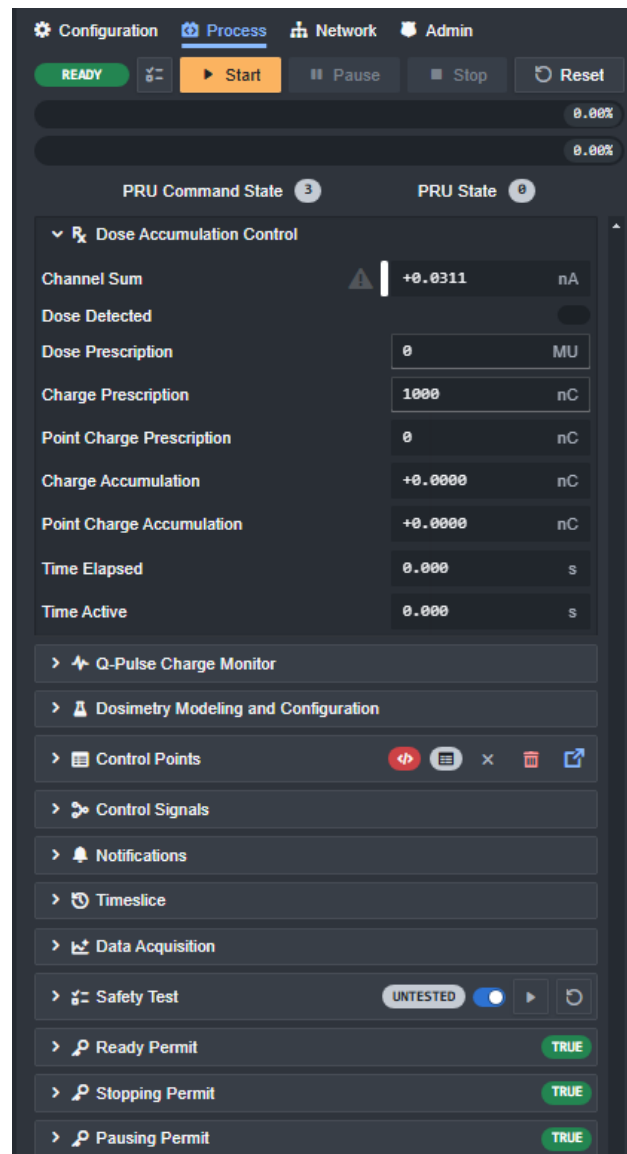 Configuration Process Network Admin
READY Start Pause Stop Reset
0.00%
0.00%
PRU Command State 3 PRU State 0
Rx Dose Accumulation Control
Channel Sum +0.0311 nA
Dose Detected
Dose Prescription 0 MU
Charge Prescription 1000 nC
Point Charge Prescription 0 nC
Charge Accumulation +0.0000 nC
Point Charge Accumulation +0.0000 nC
Time Elapsed 0.000 s
Time Active 0.000 s
Q-Pulse Charge Monitor
Dosimetry Modeling and Configuration
Control Points
Control Signals
Notifications
Timeslice
Data Acquisition
Safety Test UNTESTED
Ready Permit TRUE
Stopping Permit TRUE
Pausing Permit TRUE